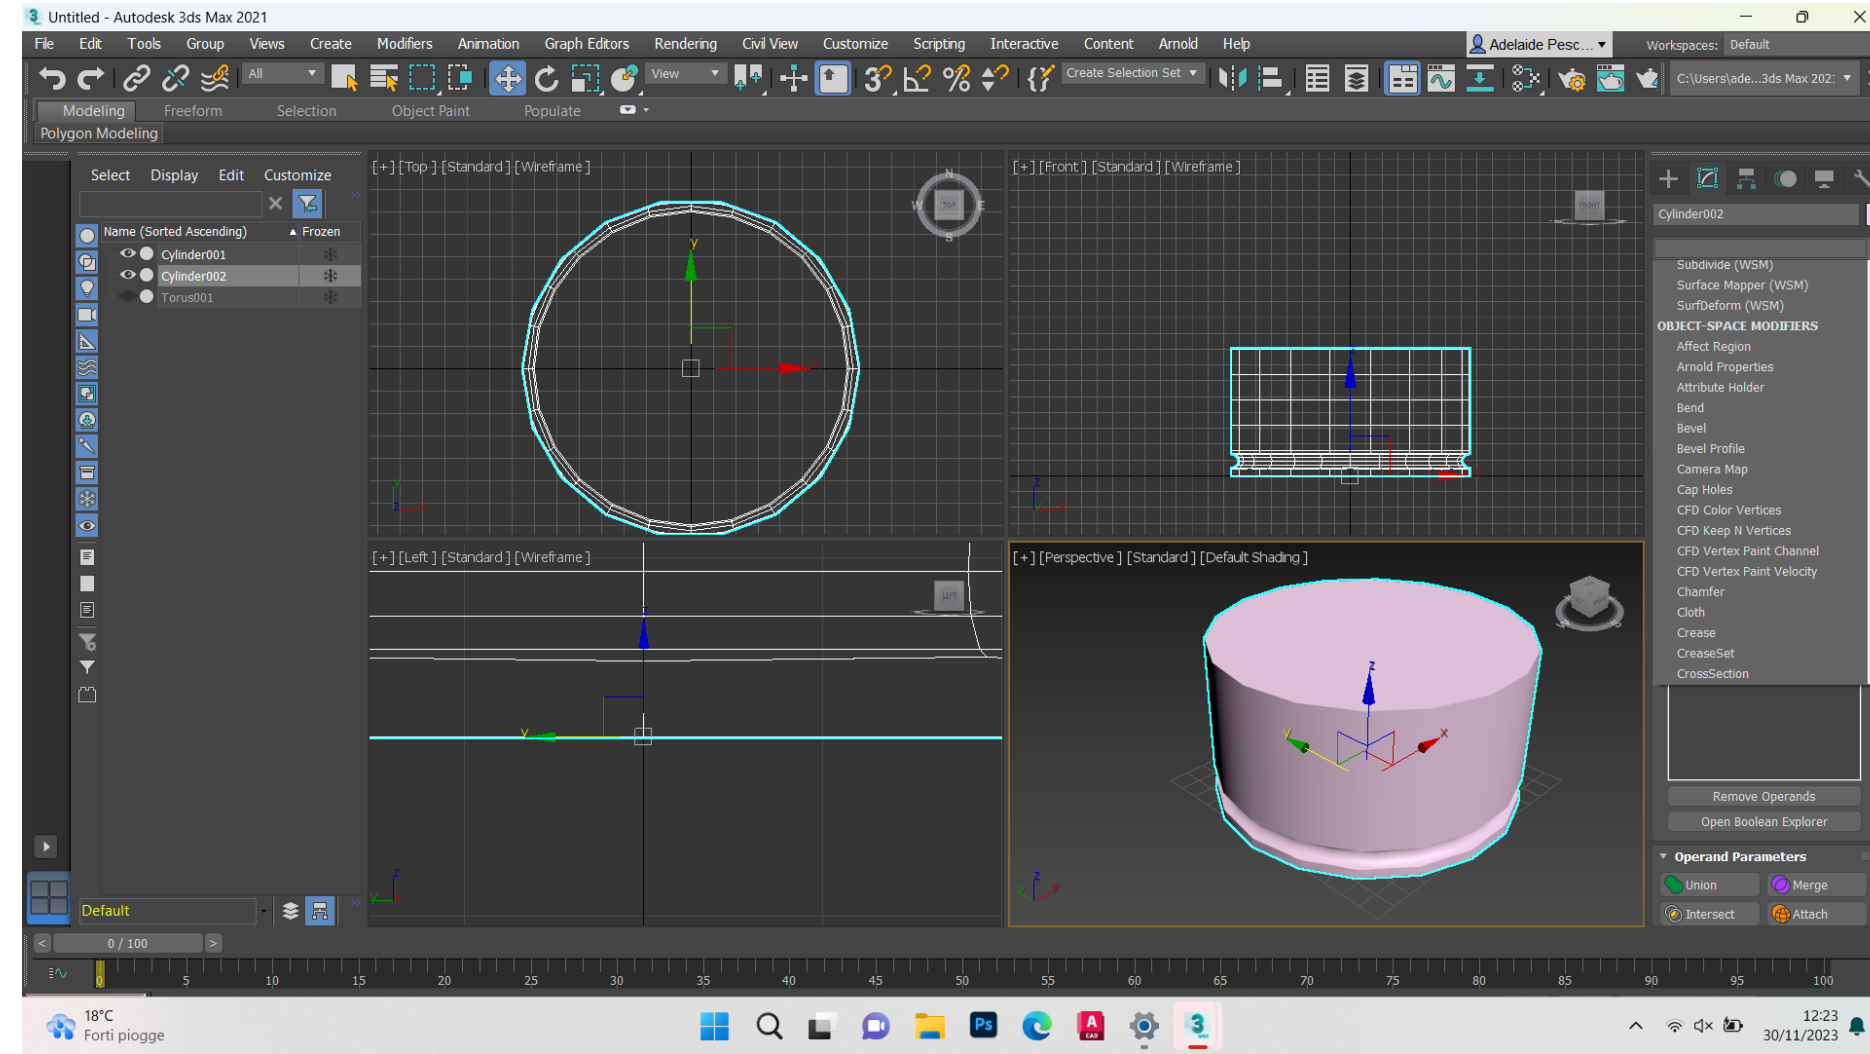 Untitled - Autodesk 3ds Max 2021
File Edit Tools Group Views Create Modifiers Animation Graph Editors Rendering Civil View Customize Scripting Interactive Content Arnold Help
Adelaide Pesc... Workspaces: Default
All View Create Selection Set C:\Users\ade...3ds Max 202
Modeling Freeform Selection Object Paint Populate
Polygon Modeling
Select Display Edit Customize
Name (Sorted Ascending) Frozen
Cylinder001
Cylinder002
Torus001
Default
[+] [Top ] [Standard ] [Wireframe ]
N
W TOP E
S
y
x
[+] [Front ] [Standard ] [Wireframe ]
FRONT
z
[+] [Left ] [Standard ] [Wireframe ]
LEFT
z
y
[+] [Perspective ] [Standard ] [Default Shading ]
z
y
x
Cylinder002
Subdivide (WSM)
Surface Mapper (WSM)
SurfDeform (WSM)
OBJECT-SPACE MODIFIERS
Affect Region
Arnold Properties
Attribute Holder
Bend
Bevel
Bevel Profile
Camera Map
Cap Holes
CFD Color Vertices
CFD Keep N Vertices
CFD Vertex Paint Channel
CFD Vertex Paint Velocity
Chamfer
Cloth
Crease
CreaseSet
CrossSection
Remove Operands
Open Boolean Explorer
Operand Parameters
Union Merge
Intersect Attach
< 0 / 100 >
0 5 10 15 20 25 30 35 40 45 50 55 60 65 70 75 80 85 90 95 100
18°C
Forti piogge
Ps
A
CAD
3
12:23
30/11/2023